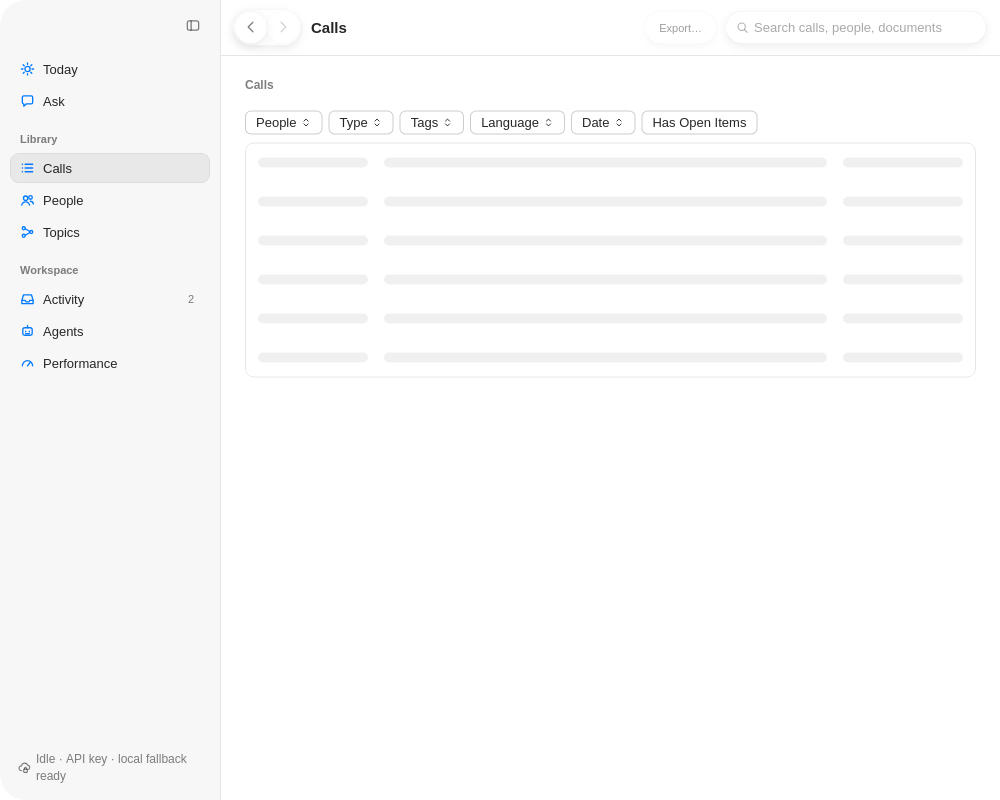 Today
Ask
Library
Calls
People
Topics
Workspace
Activity 2
Agents
Performance
Idle · API key · local fallback
ready
Calls
Export…
Search calls, people, documents
Calls
People Type Tags Language Date Has Open Items